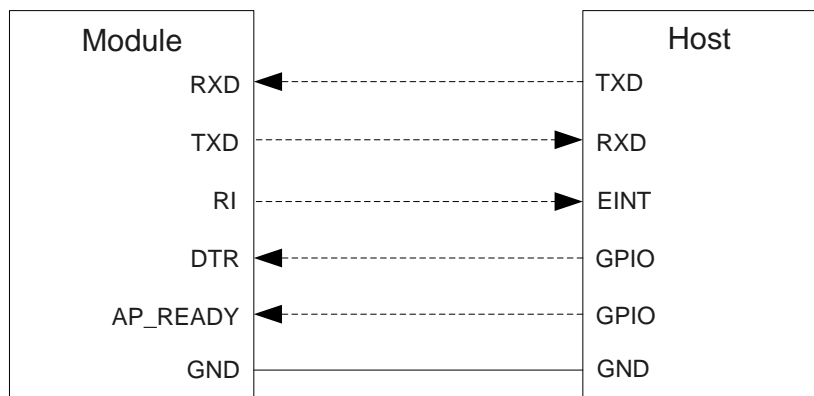 Module Host
RXD TXD
TXD RXD
RI EINT
DTR GPIO
AP_READY GPIO
GND GND